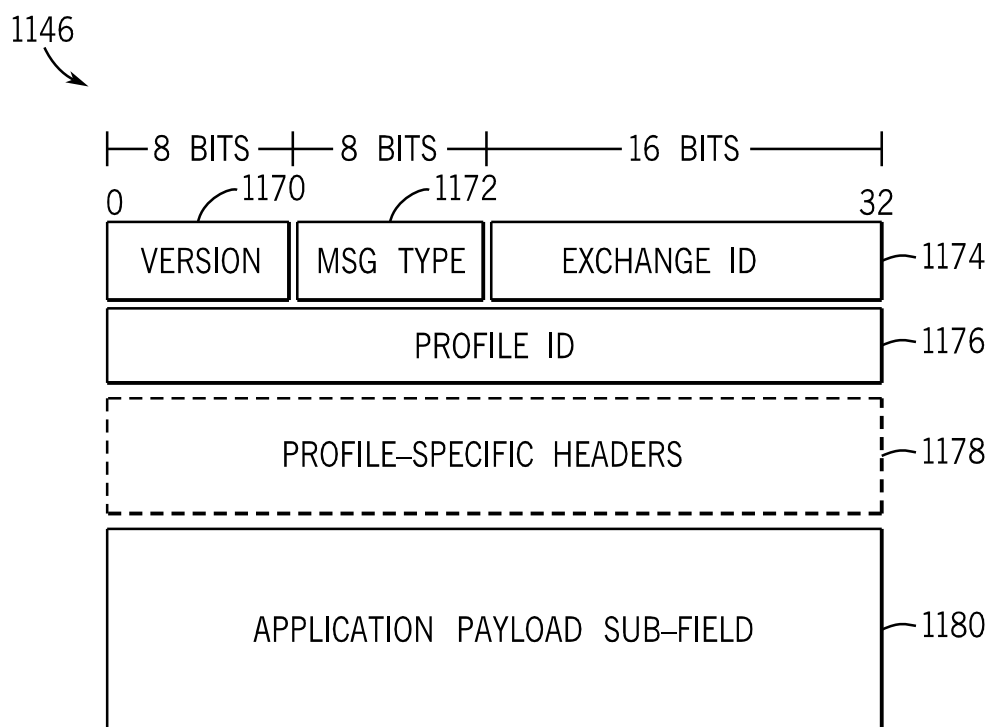 1146
8 BITS 8 BITS 16 BITS
0 1170 1172 32
VERSION MSG TYPE EXCHANGE ID 1174
PROFILE ID 1176
PROFILE–SPECIFIC HEADERS 1178
APPLICATION PAYLOAD SUB–FIELD 1180